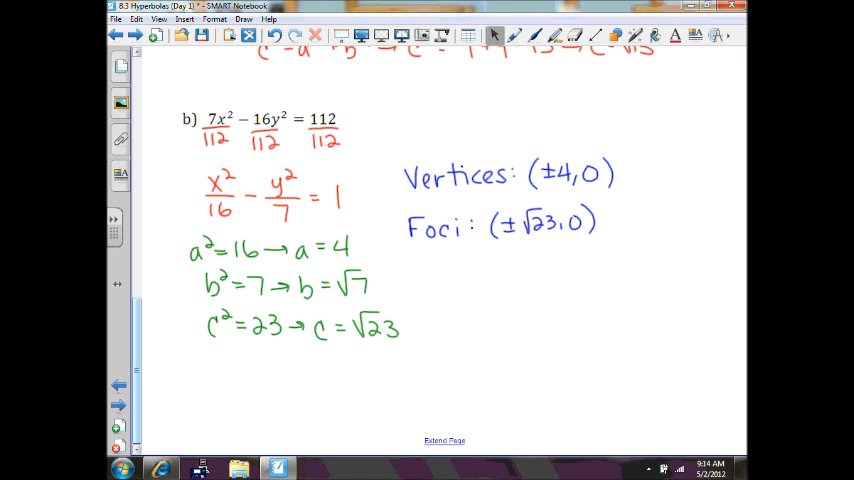 8.3 Hyperbolas (Day 1) * - SMART Notebook
File Edit View Insert Format Draw Help
b) 7x² − 16y² = 112
112 112 112
x²/16 − y²/7 = 1
Vertices: (±4,0)
Foci: (±√23,0)
a² = 16 → a = 4
b² = 7 → b = √7
c² = 23 → c = √23
Extend Page
9:14 AM
5/2/2012